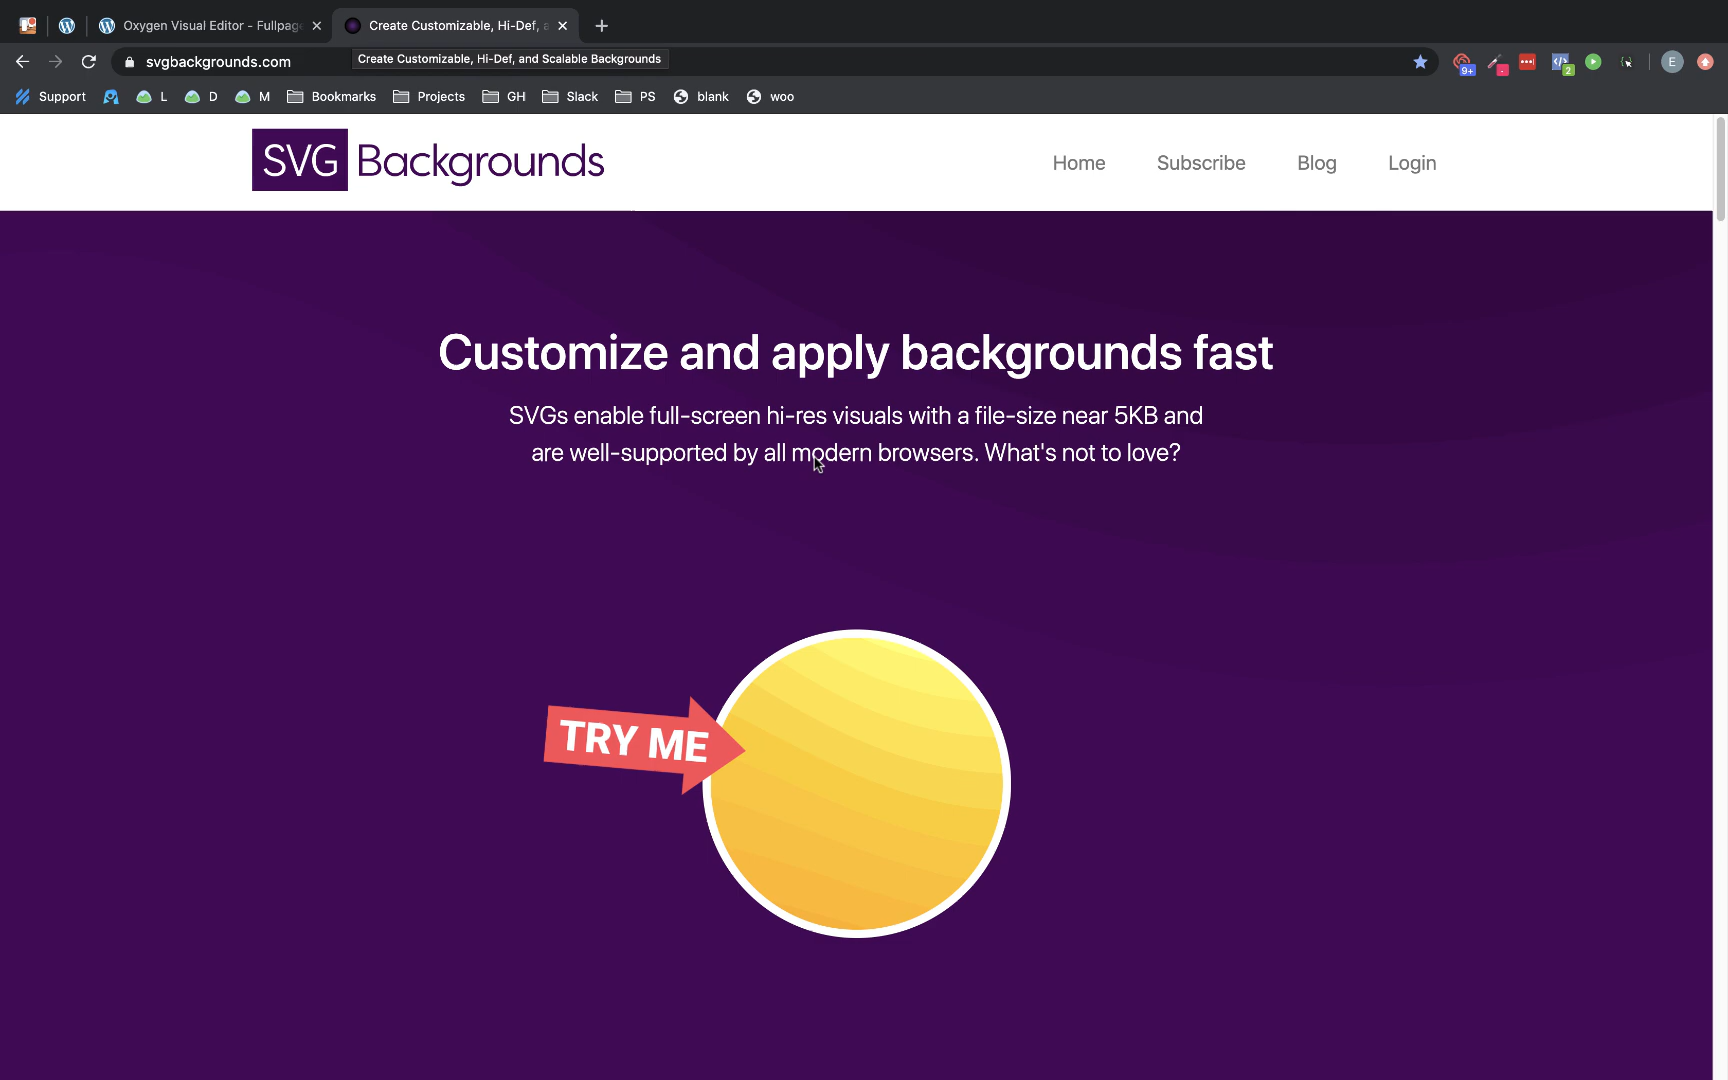 Oxygen Visual Editor - Fullpage
Create Customizable, Hi-Def, a
svgbackgrounds.com
Create Customizable, Hi-Def, and Scalable Backgrounds
9+
2
E
Support
L
D
M
Bookmarks
Projects
GH
Slack
PS
blank
woo
SVG Backgrounds
Home
Subscribe
Blog
Login
Customize and apply backgrounds fast
SVGs enable full-screen hi-res visuals with a file-size near 5KB and
are well-supported by all modern browsers. What's not to love?
TRY ME